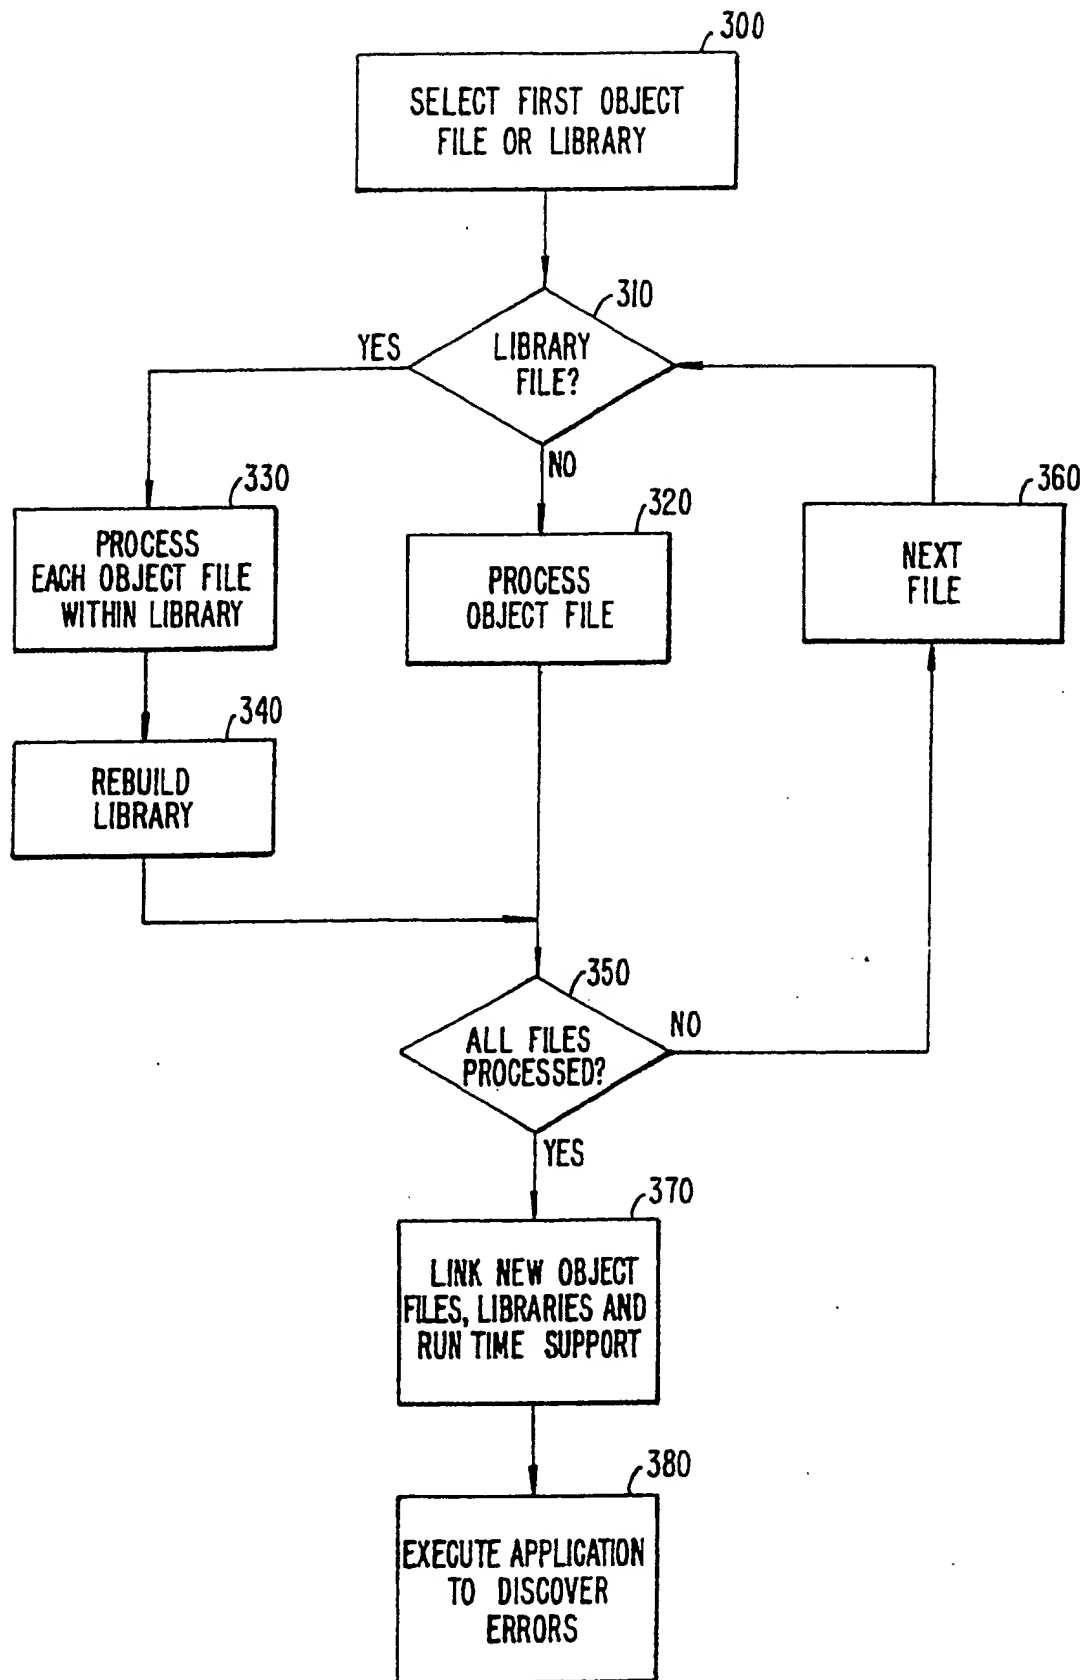 300
SELECT FIRST OBJECT
FILE OR LIBRARY
310
LIBRARY
FILE?
YES
NO
330
PROCESS
EACH OBJECT FILE
WITHIN LIBRARY
320
PROCESS
OBJECT FILE
360
NEXT
FILE
340
REBUILD
LIBRARY
350
ALL FILES
PROCESSED?
NO
YES
370
LINK NEW OBJECT
FILES, LIBRARIES AND
RUN TIME SUPPORT
380
EXECUTE APPLICATION
TO DISCOVER
ERRORS